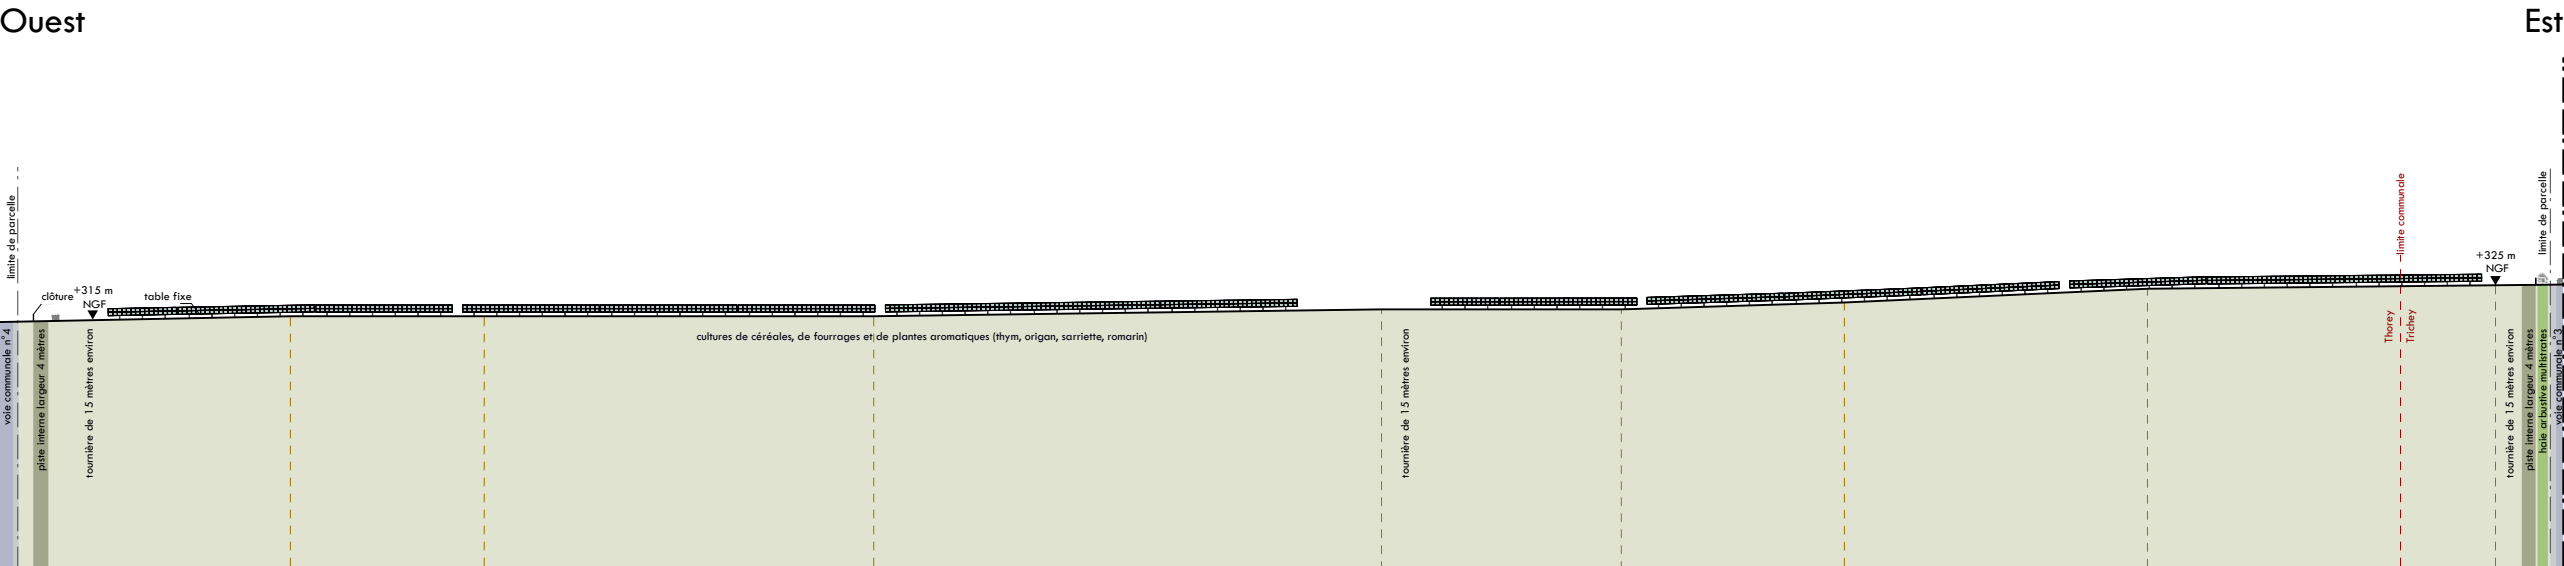 Ouest
Est
limite de parcelle
limite communale
limite de parcelle
clôture
+315 m
NGF
table fixe
+325 m
NGF
voie communale n°4
piste interne largeur 4 mètres
tournière de 15 mètres environ
cultures de céréales, de fourrages et de plantes aromatiques (thym, origan, sarriette, romarin)
tournière de 15 mètres environ
Thorey
Trichey
tournière de 15 mètres environ
piste interne largeur 4 mètres
haie arbustive multistrates
voie communale n°3